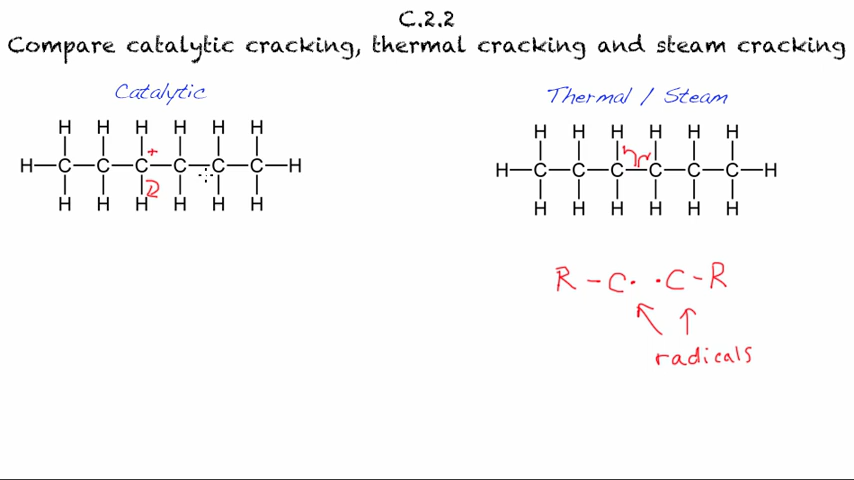 C.2.2
Compare catalytic cracking, thermal cracking and steam cracking
Catalytic
H H H H H H
+
H—C—C—C—C—C—C—H
H H H H H H
Thermal / Steam
H H H H H H
H—C—C—C—C—C—C—H
H H H H H H
R - C· ·C - R
radicals